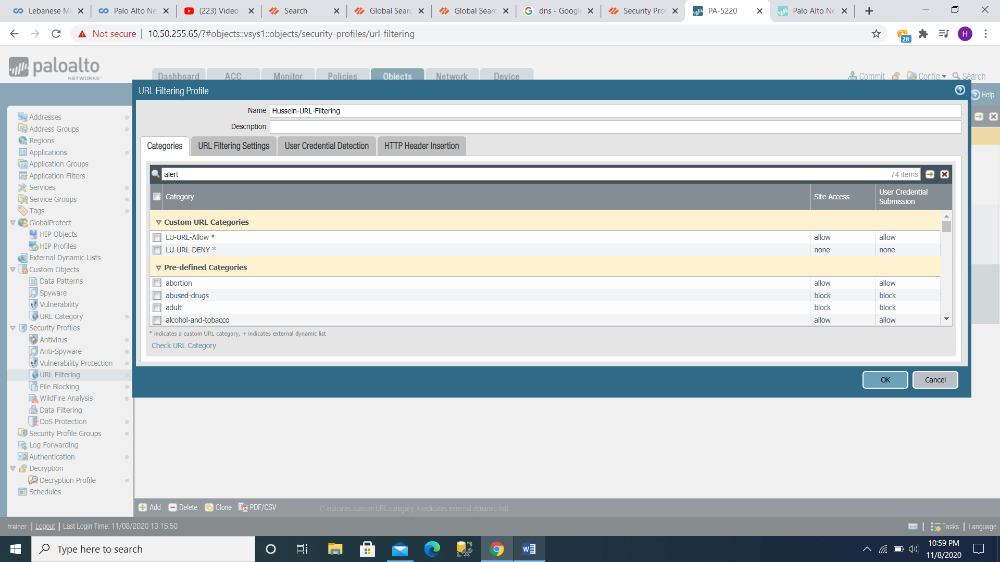 Lebanese Mi
Palo Alto Ne
(223) Video T
Search
Global Searc
Global Searc
dns - Google
Security Prof
PA-5220
Palo Alto Ne
Not secure | 10.50.255.65/?#objects::vsys1::objects/security-profiles/url-filtering
28
H
paloalto
NETWORKS®
Dashboard ACC Monitor Policies Objects Network Device
Commit Config Search
URL Filtering Profile
Help
Name Hussein-URL-Filtering
Description
Categories URL Filtering Settings User Credential Detection HTTP Header Insertion
alert 74 items
Category Site Access User Credential Submission
Custom URL Categories
LU-URL-Allow * allow allow
LU-URL-DENY * none none
Pre-defined Categories
abortion allow allow
abused-drugs block block
adult block block
alcohol-and-tobacco allow allow
* indicates a custom URL category, + indicates external dynamic list
Check URL Category
OK Cancel
Addresses
Address Groups
Regions
Applications
Application Groups
Application Filters
Services
Service Groups
Tags
GlobalProtect
HIP Objects
HIP Profiles
External Dynamic Lists
Custom Objects
Data Patterns
Spyware
Vulnerability
URL Category
Security Profiles
Antivirus
Anti-Spyware
Vulnerability Protection
URL Filtering
File Blocking
WildFire Analysis
Data Filtering
DoS Protection
Security Profile Groups
Log Forwarding
Authentication
Decryption
Decryption Profile
Schedules
Add Delete Clone PDF/CSV (* indicates custom URL category, + indicates external dynamic list)
trainer | Logout | Last Login Time: 11/08/2020 13:15:50
Tasks | Language
Type here to search
10:59 PM
11/8/2020